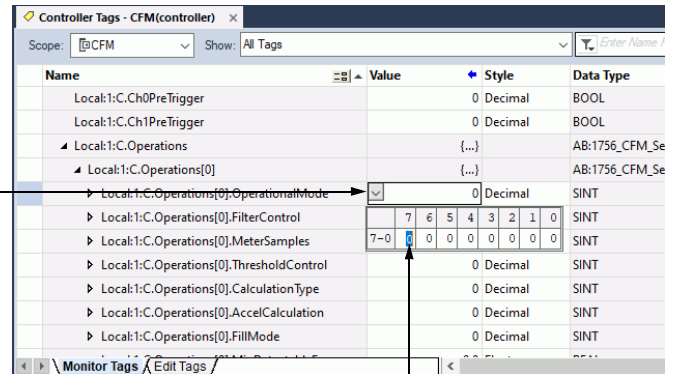 Controller Tags - CFM(controller) ×
Scope: CFM Show: All Tags Enter Name F
Name Value Style Data Type
Local:1:C.Ch0PreTrigger 0 Decimal BOOL
Local:1:C.Ch1PreTrigger 0 Decimal BOOL
Local:1:C.Operations {...} AB:1756_CFM_Se
Local:1:C.Operations[0] {...} AB:1756_CFM_Se
Local:1:C.Operations[0].OperationalMode 0 Decimal SINT
Local:1:C.Operations[0].FilterControl 7 6 5 4 3 2 1 0 SINT
Local:1:C.Operations[0].MeterSamples 7-0 0 0 0 0 0 0 0 0 SINT
Local:1:C.Operations[0].ThresholdControl 0 Decimal SINT
Local:1:C.Operations[0].CalculationType 0 Decimal SINT
Local:1:C.Operations[0].AccelCalculation 0 Decimal SINT
Local:1:C.Operations[0].FillMode 0 Decimal SINT
Monitor Tags Edit Tags